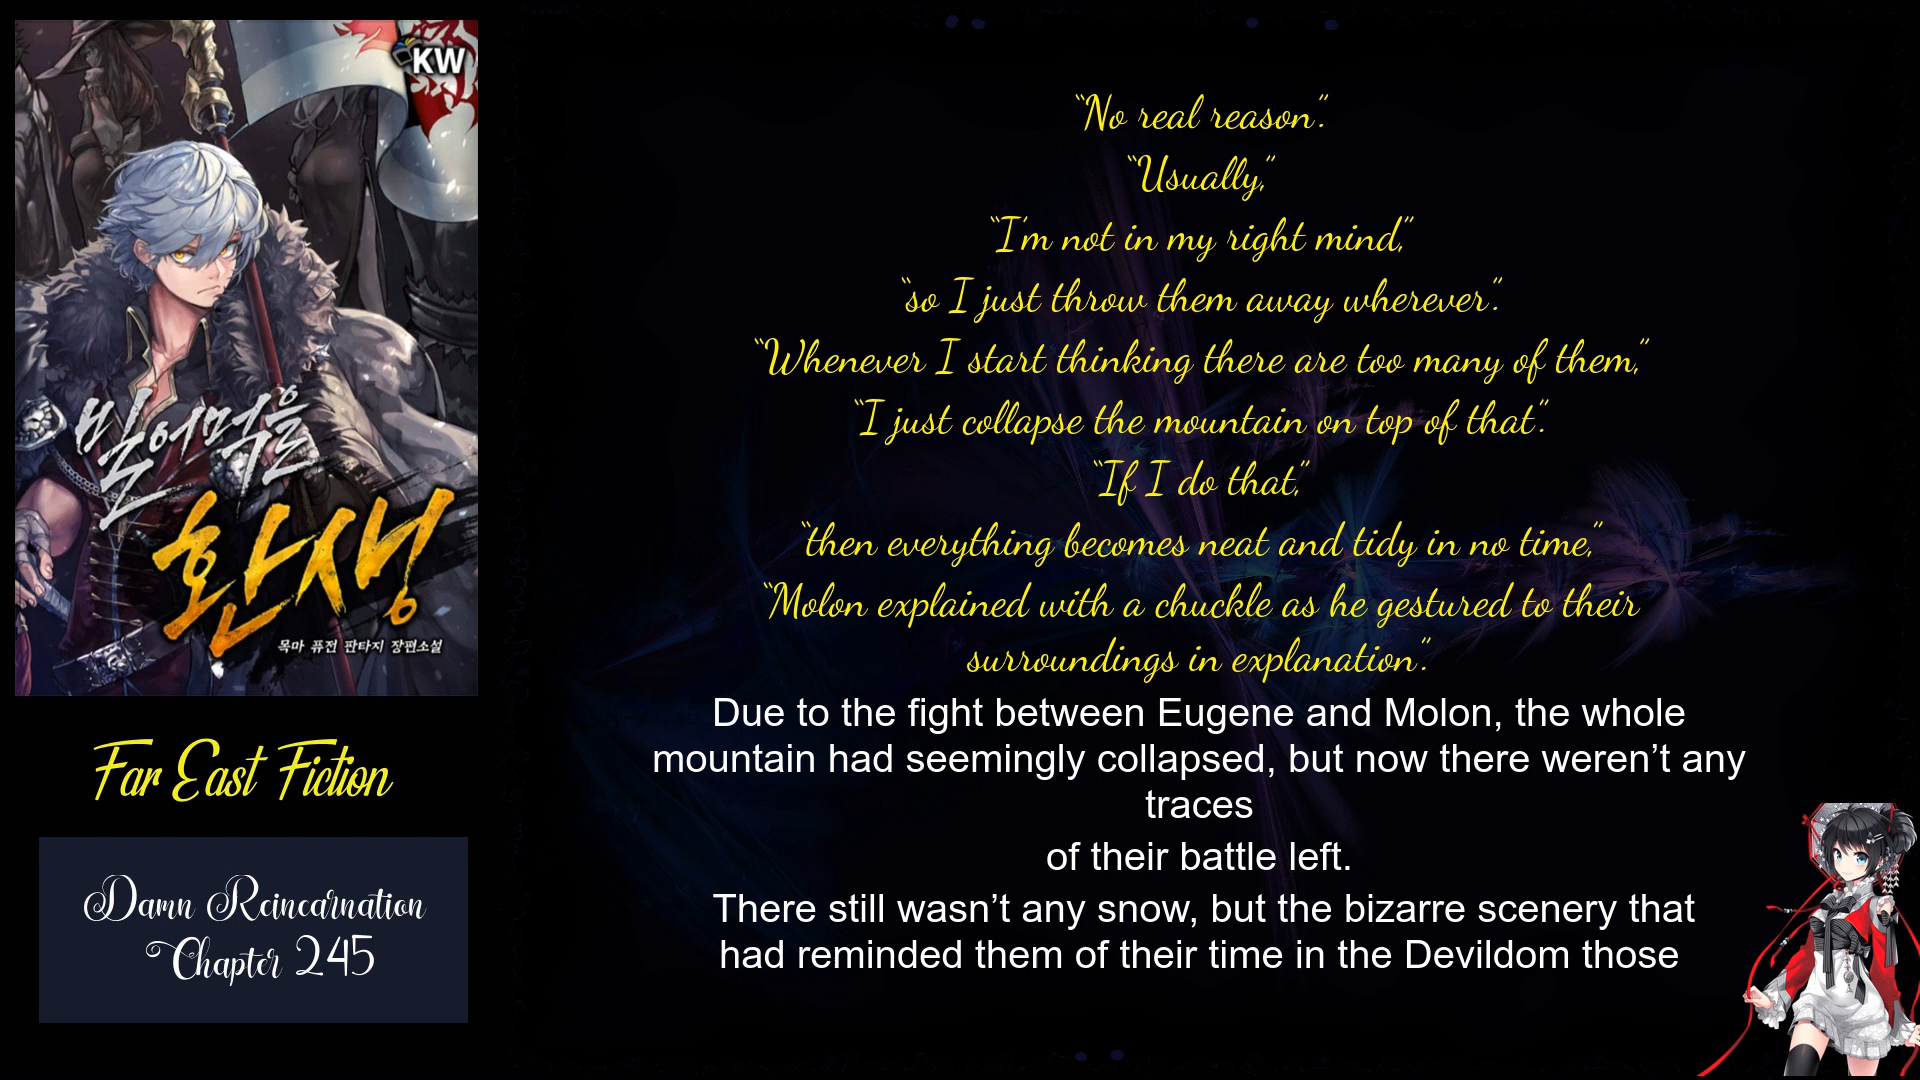 KW
빌어먹을
환생
목마 퓨전 판타지 장편소설
Far East Fiction
Damn Reincarnation
Chapter 245
“No real reason”.
“Usually,”
“I’m not in my right mind,”
“so I just throw them away wherever”.
“Whenever I start thinking there are too many of them,”
“I just collapse the mountain on top of that”.
“If I do that,”
“then everything becomes neat and tidy in no time,”
“Molon explained with a chuckle as he gestured to their
surroundings in explanation”.
Due to the fight between Eugene and Molon, the whole
mountain had seemingly collapsed, but now there weren’t any
traces
of their battle left.
There still wasn’t any snow, but the bizarre scenery that
had reminded them of their time in the Devildom those